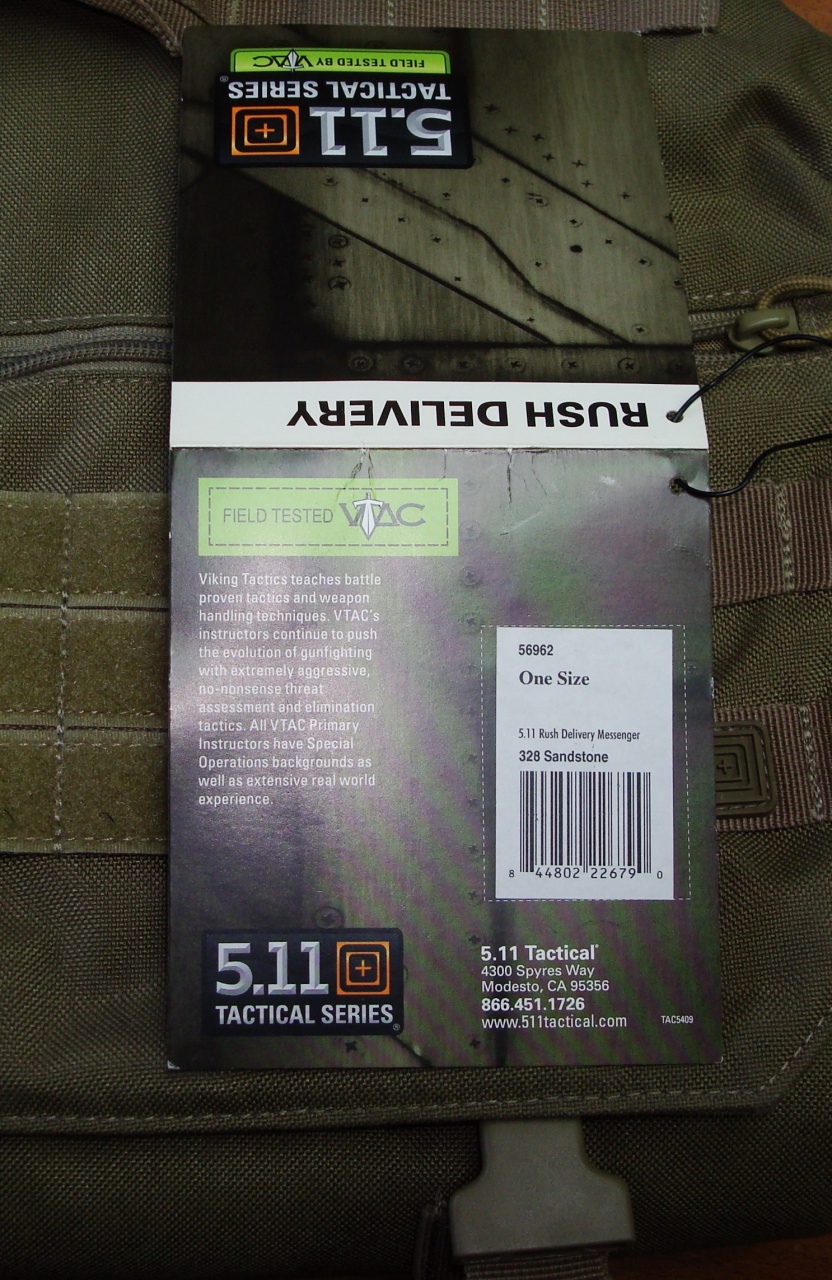 FIELD TESTED BY VTAC
5.11
TACTICAL SERIES®
RUSH DELIVERY
FIELD TESTED VTAC
Viking Tactics teaches battle
proven tactics and weapon
handling techniques. VTAC's
instructors continue to push
the evolution of gunfighting
with extremely aggressive,
no-nonsense threat
assessment and elimination
tactics. All VTAC Primary
Instructors have Special
Operations backgrounds as
well as extensive real world
experience.
56962
One Size
5.11 Rush Delivery Messenger
328 Sandstone
8 44802 22679 0
5.11
TACTICAL SERIES®
5.11 Tactical®
4300 Spyres Way
Modesto, CA 95356
866.451.1726
www.511tactical.com
TAC5409